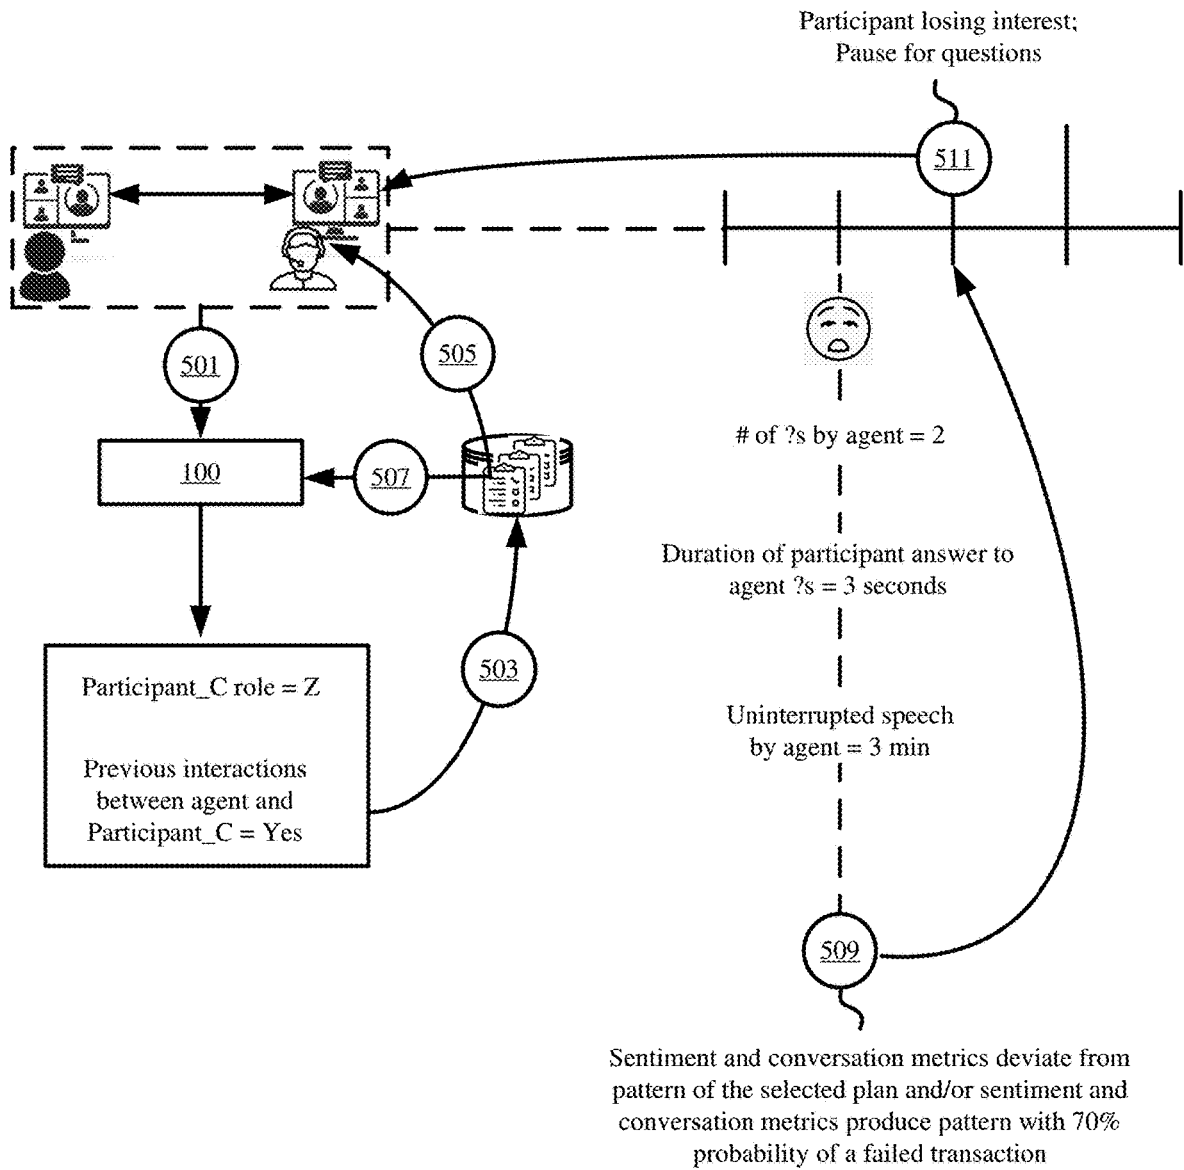 Participant losing interest;
Pause for questions
511
501
505
100
507
# of ?s by agent = 2
Duration of participant answer to
agent ?s = 3 seconds
503
Participant_C role = Z
Uninterrupted speech
by agent = 3 min
Previous interactions
between agent and
Participant_C = Yes
509
Sentiment and conversation metrics deviate from
pattern of the selected plan and/or sentiment and
conversation metrics produce pattern with 70%
probability of a failed transaction